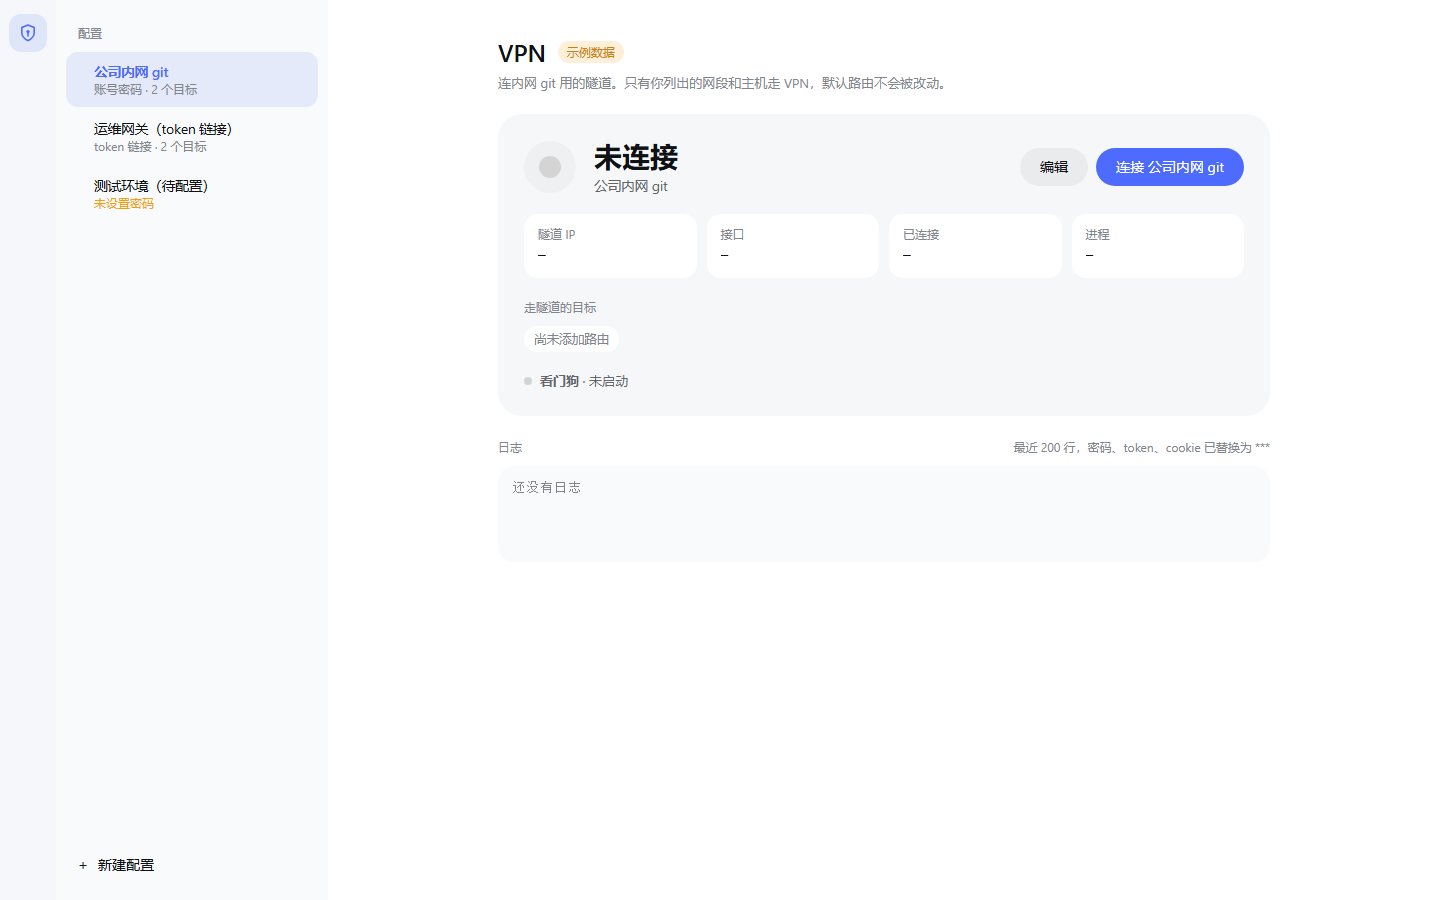 配置
公司内网 git
账号密码 · 2 个目标
运维网关（token 链接）
token 链接 · 2 个目标
测试环境（待配置）
未设置密码
+ 新建配置
VPN 示例数据
连内网 git 用的隧道。只有你列出的网段和主机走 VPN，默认路由不会被改动。
未连接
公司内网 git
编辑
连接 公司内网 git
隧道 IP
–
接口
–
已连接
–
进程
–
走隧道的目标
尚未添加路由
看门狗 · 未启动
日志
最近 200 行，密码、token、cookie 已替换为 ***
还没有日志